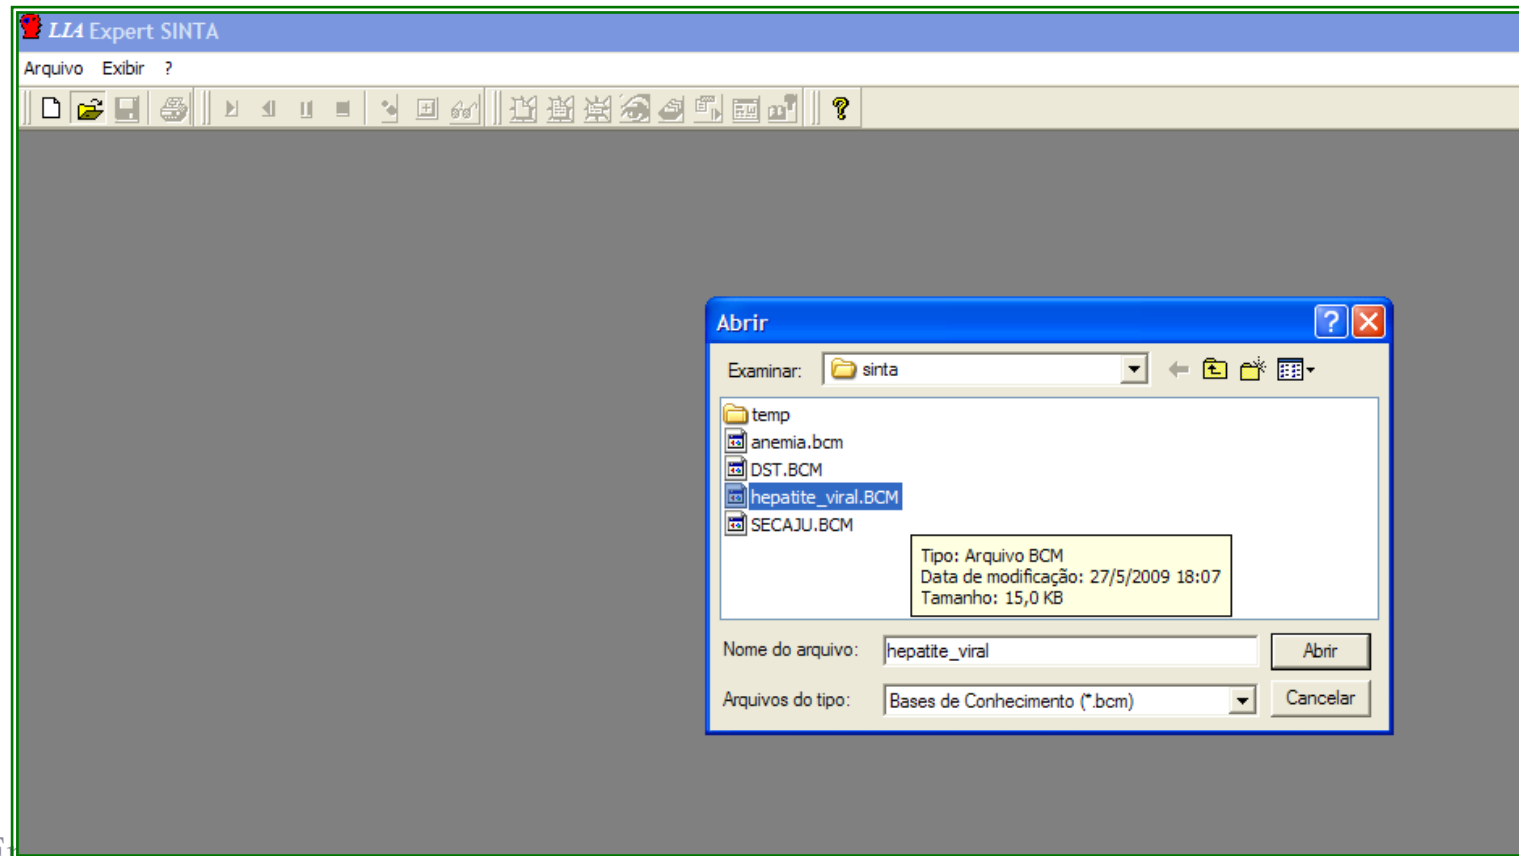 LIA Expert SINTA
Arquivo Exibir ?
Abrir
Examinar: sinta
temp
anemia.bcm
DST.BCM
hepatite_viral.BCM
SECAJU.BCM
Tipo: Arquivo BCM
Data de modificação: 27/5/2009 18:07
Tamanho: 15,0 KB
Nome do arquivo: hepatite_viral Abrir
Arquivos do tipo: Bases de Conhecimento (*.bcm) Cancelar